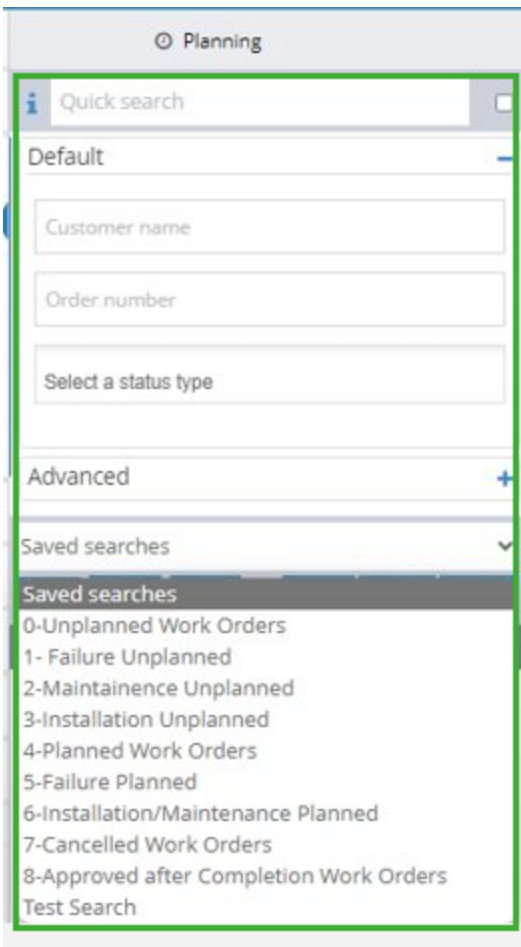 Planning
Quick search
Default
Customer name
Order number
Select a status type
Advanced
Saved searches
Saved searches
0-Unplanned Work Orders
1- Failure Unplanned
2-Maintainence Unplanned
3-Installation Unplanned
4-Planned Work Orders
5-Failure Planned
6-Installation/Maintenance Planned
7-Cancelled Work Orders
8-Approved after Completion Work Orders
Test Search